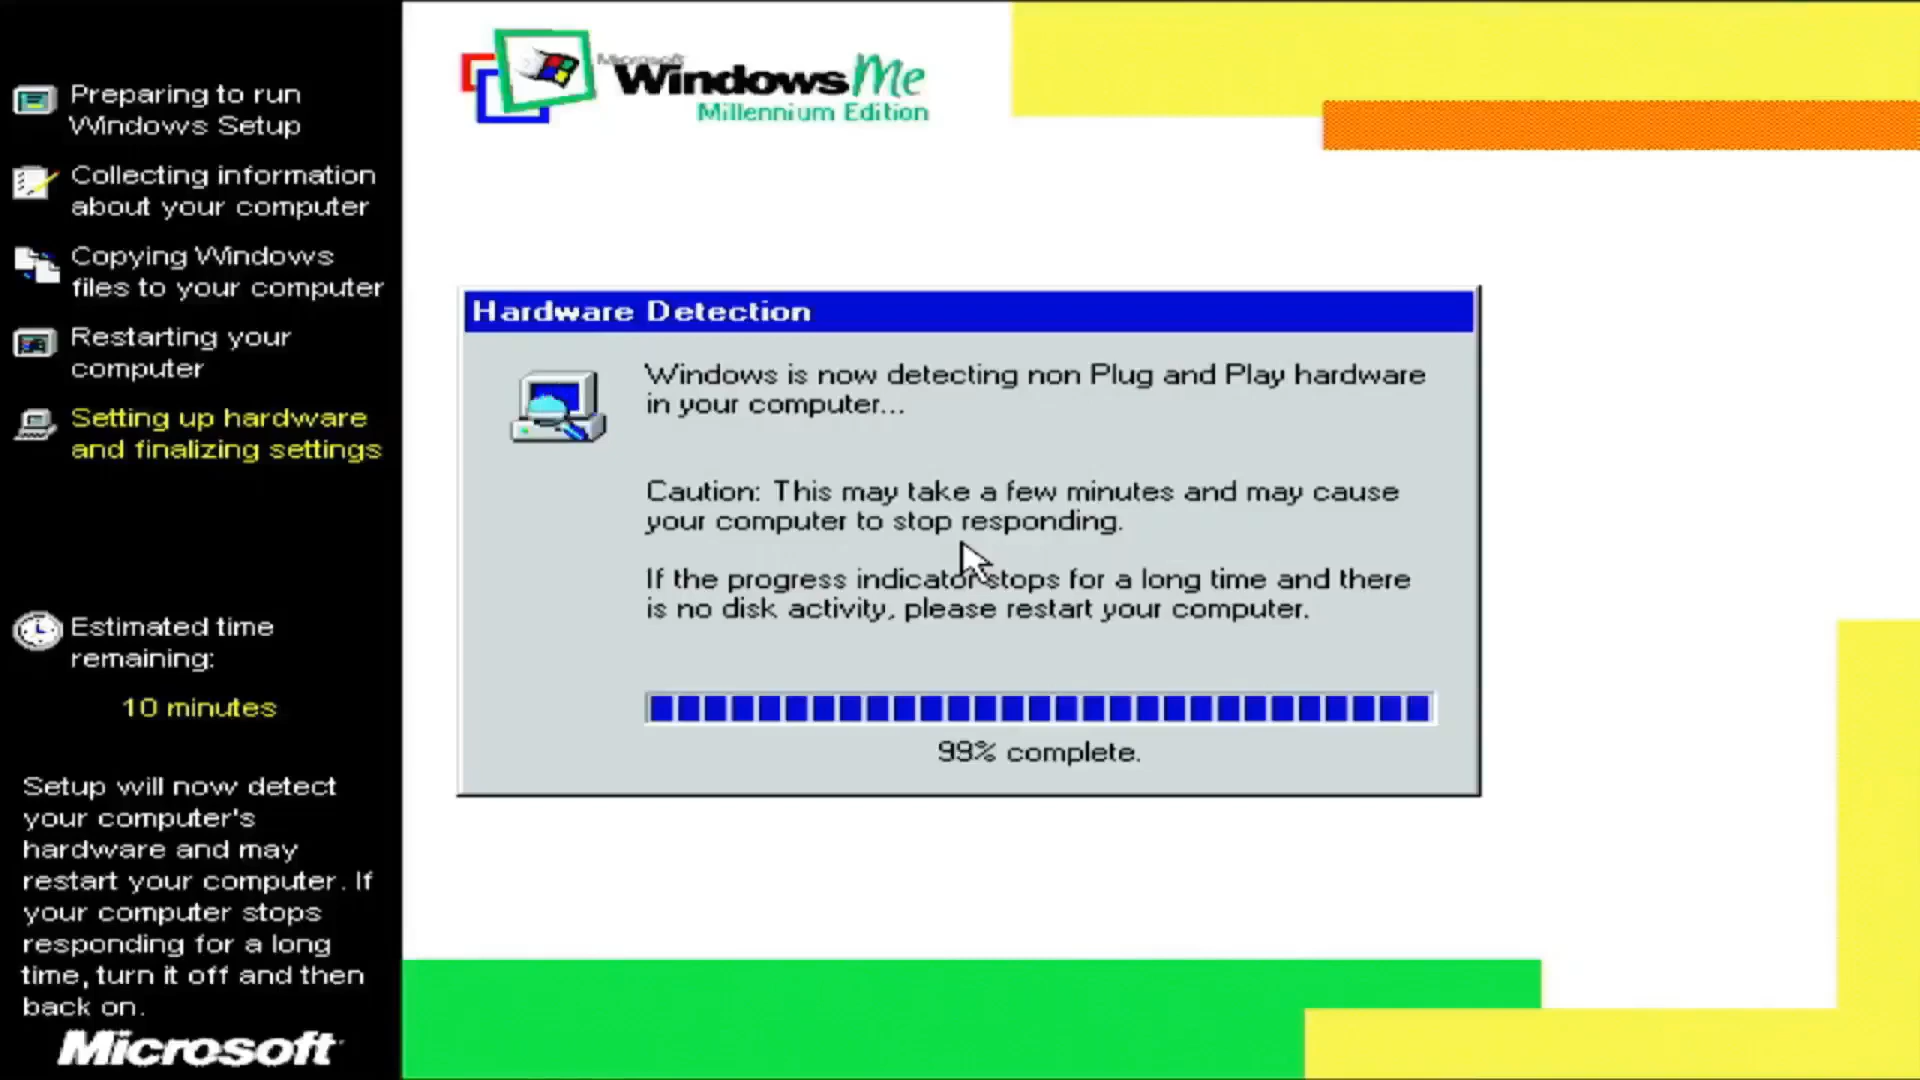 Preparing to run
Windows Setup
Collecting information
about your computer
Copying Windows
files to your computer
Restarting your
computer
Setting up hardware
and finalizing settings
Estimated time
remaining:
10 minutes
Setup will now detect
your computer's
hardware and may
restart your computer. If
your computer stops
responding for a long
time, turn it off and then
back on.
Microsoft
Microsoft
Windows Me
Millennium Edition
Hardware Detection
Windows is now detecting non Plug and Play hardware
in your computer...
Caution: This may take a few minutes and may cause
your computer to stop responding.
If the progress indicator stops for a long time and there
is no disk activity, please restart your computer.
99% complete.